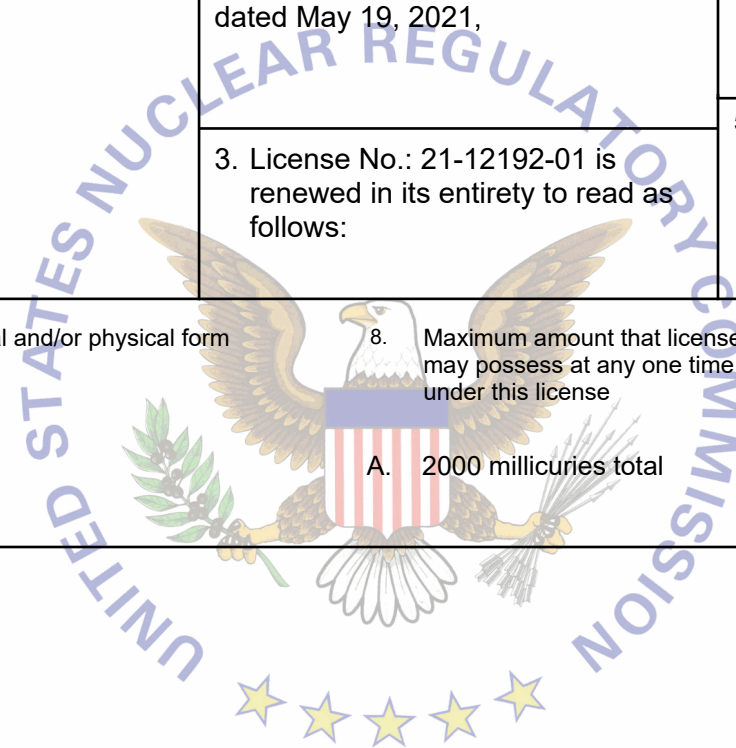 dated May 19, 2021,
3. License No.: 21-12192-01 is
renewed in its entirety to read as
follows:
and/or physical form
8. Maximum amount that license
may possess at any one time
under this license
A. 2000 millicuries total
UNITED STATES NUCLEAR REGULATORY COMMISSION